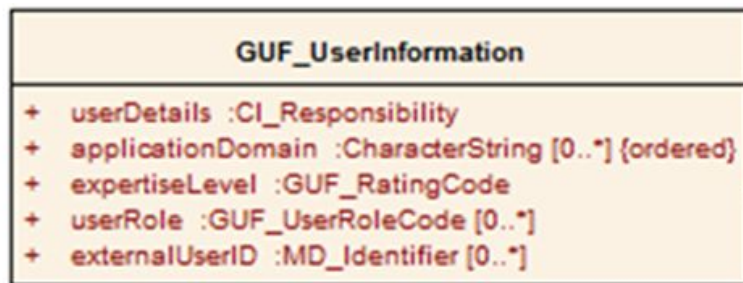 GUF_UserInformation
+ userDetails :CI_Responsibility
+ applicationDomain :CharacterString [0..*] {ordered}
+ expertiseLevel :GUF_RatingCode
+ userRole :GUF_UserRoleCode [0..*]
+ externalUserID :MD_Identifier [0..*]